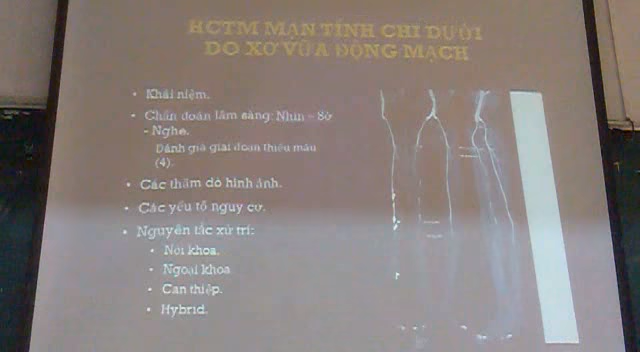 HCTM MẠN TÍNH CHI DƯỚI
DO XƠ VỮA ĐỘNG MẠCH
• Khái niệm.
• Chẩn đoán lâm sàng: Nhìn – Sờ
- Nghe.
Đánh giá giai đoạn thiếu máu
(4).
• Các thăm dò hình ảnh.
• Các yếu tố nguy cơ.
• Nguyên tắc xử trí:
• Nội khoa.
• Ngoại khoa
• Can thiệp.
• Hybrid.